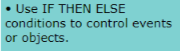 • Use IF THEN ELSE
conditions to control events
or objects.